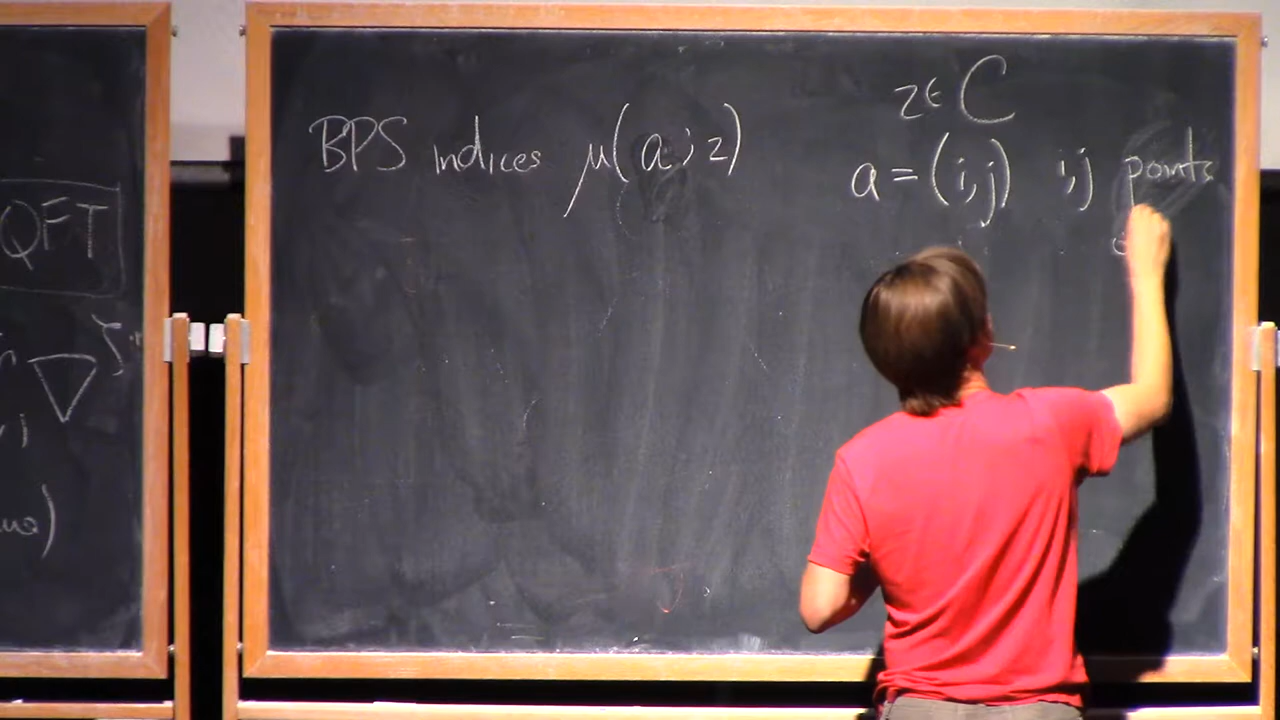 QFT
z ∈ C
BPS indices μ(a; z)
a = (i,j) i,j points